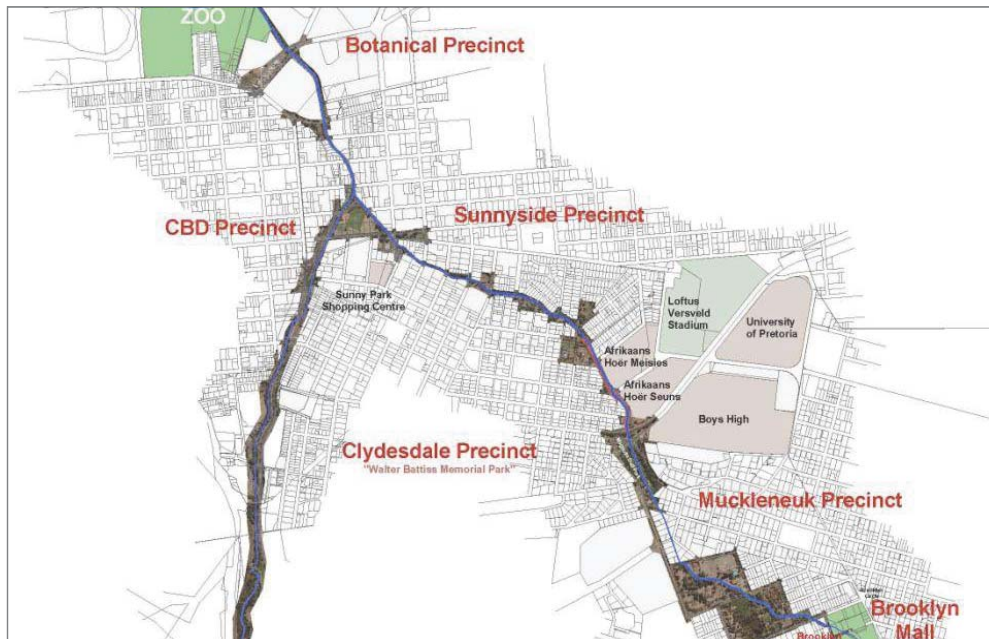 ZOO
Botanical Precinct
CBD Precinct
Sunnyside Precinct
Sunny Park
Shopping Centre
Loftus
Versveld
Stadium
University
of Pretoria
Afrikaans
Hoër Meisies
Afrikaans
Hoër Seuns
Boys High
Clydesdale Precinct
"Walter Battiss Memorial Park"
Muckleneuk Precinct
Brooklyn
Mall
Brooklyn